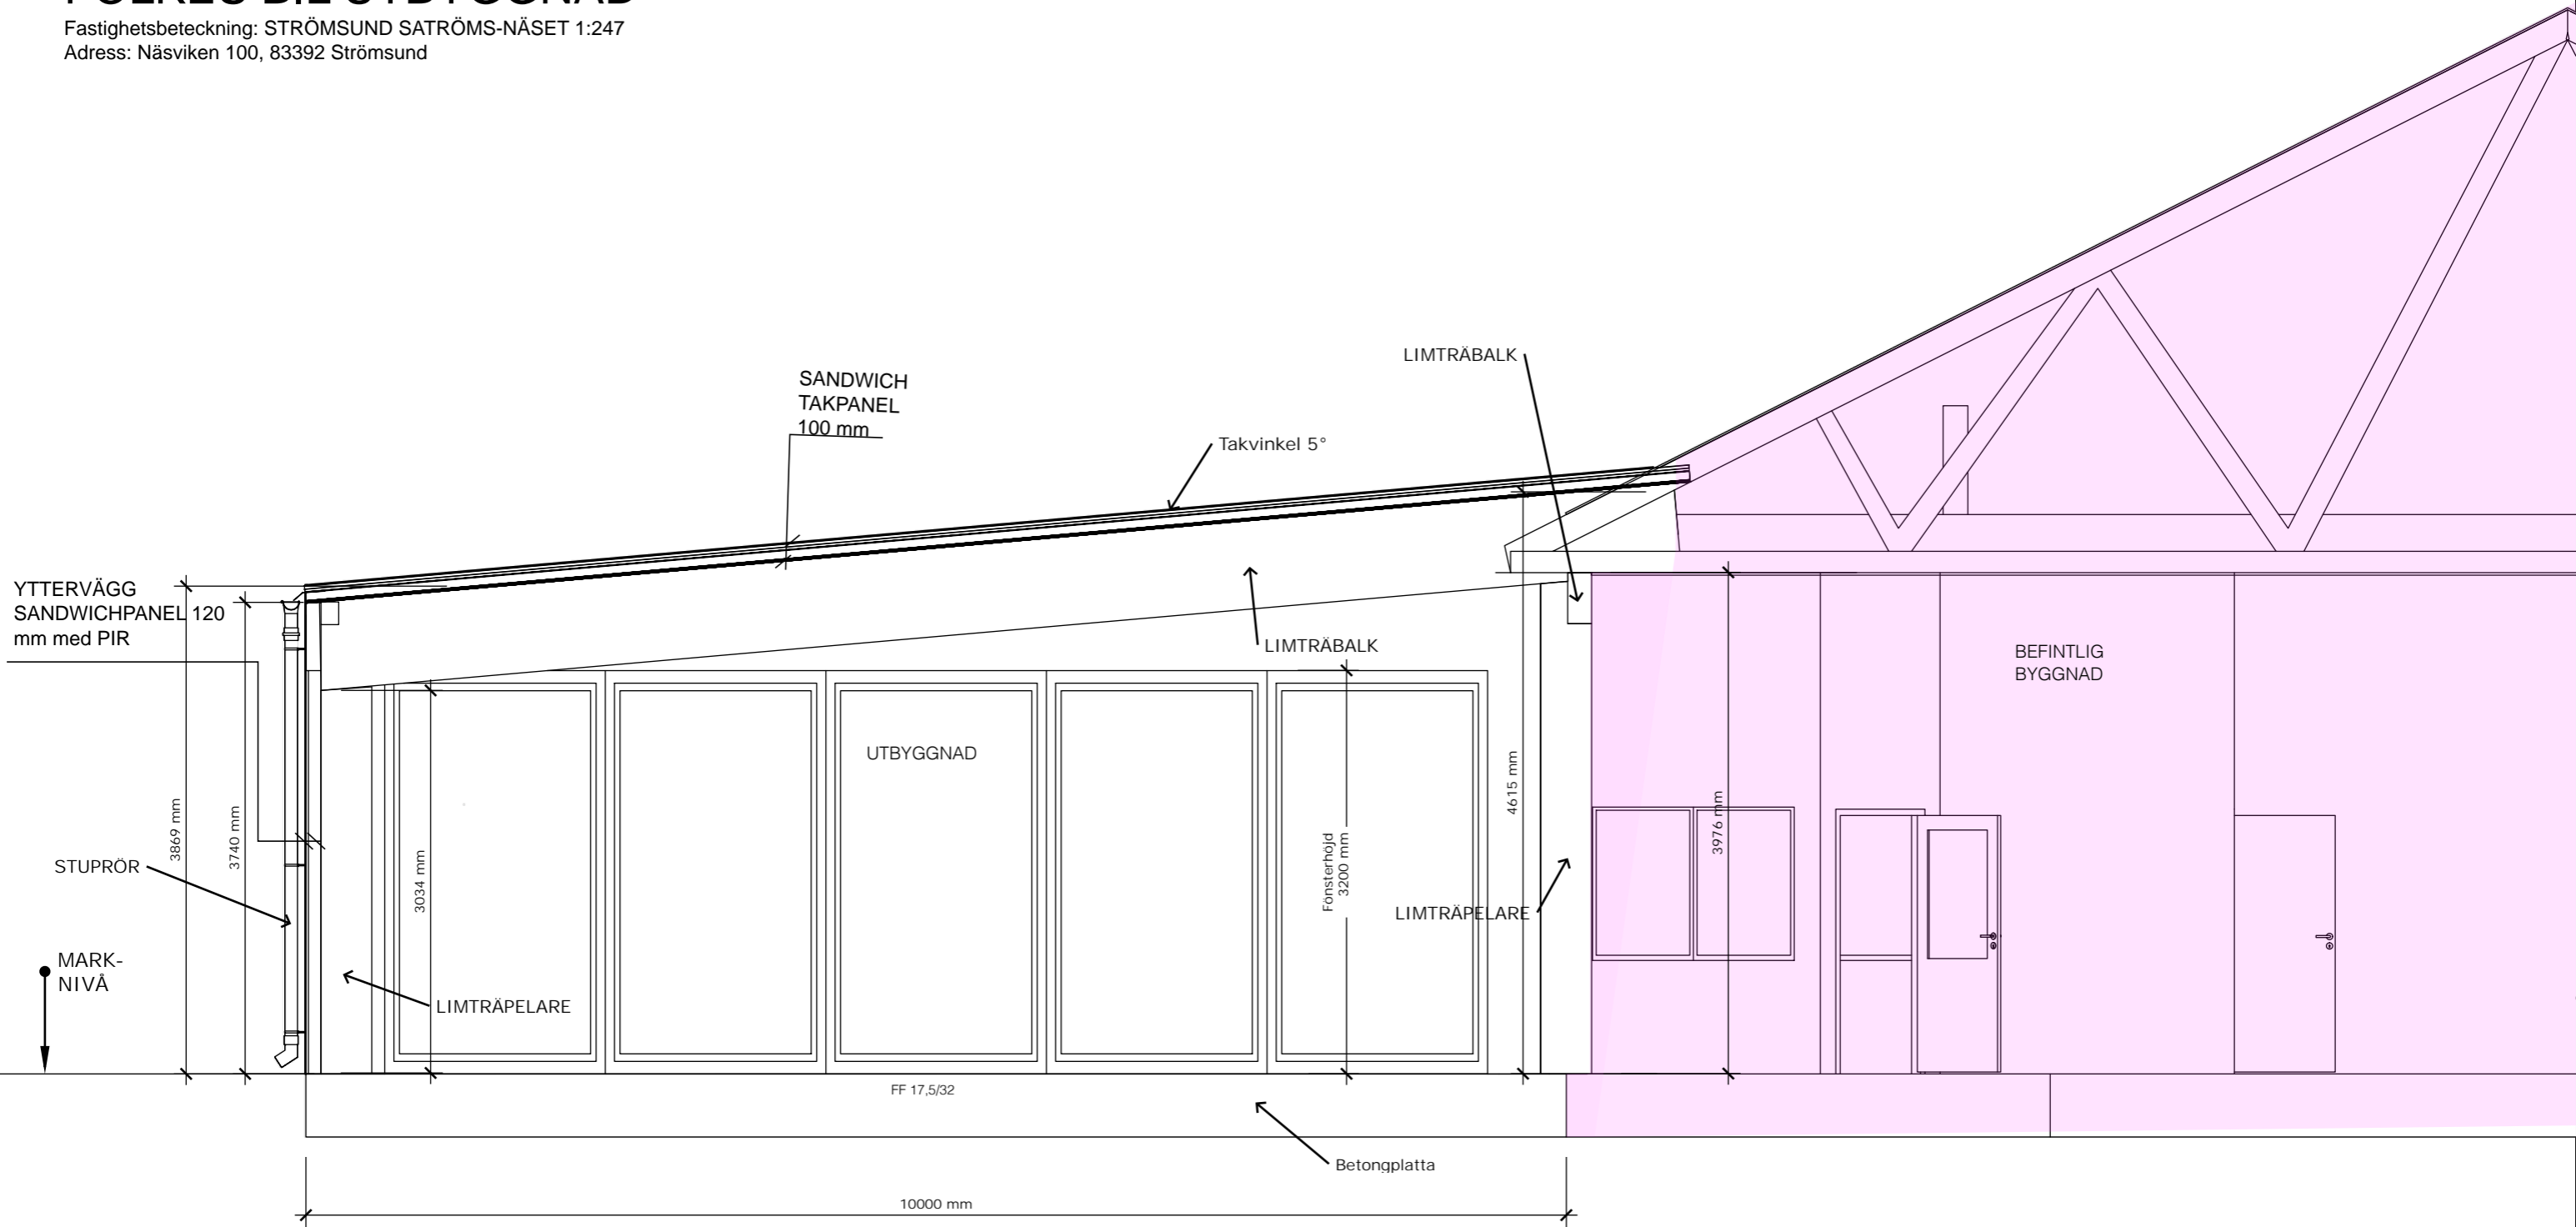 Fastighetsbeteckning: STRÖMSUND SATRÖMS-NÄSET 1:247
Adress: Näsviken 100, 83392 Strömsund
LIMTRÄBALK
SANDWICH
TAKPANEL
100 mm
Takvinkel 5°
YTTERVÄGG
SANDWICHPANEL 120
mm med PIR
LIMTRÄBALK
BEFINTLIG
BYGGNAD
UTBYGGNAD
3869 mm
3740 mm
3034 mm
Fönsterhöjd
3200 mm
4615 mm
3976 mm
STUPRÖR
LIMTRÄPELARE
MARK-
NIVÅ
LIMTRÄPELARE
FF 17,5/32
Betongplatta
10000 mm